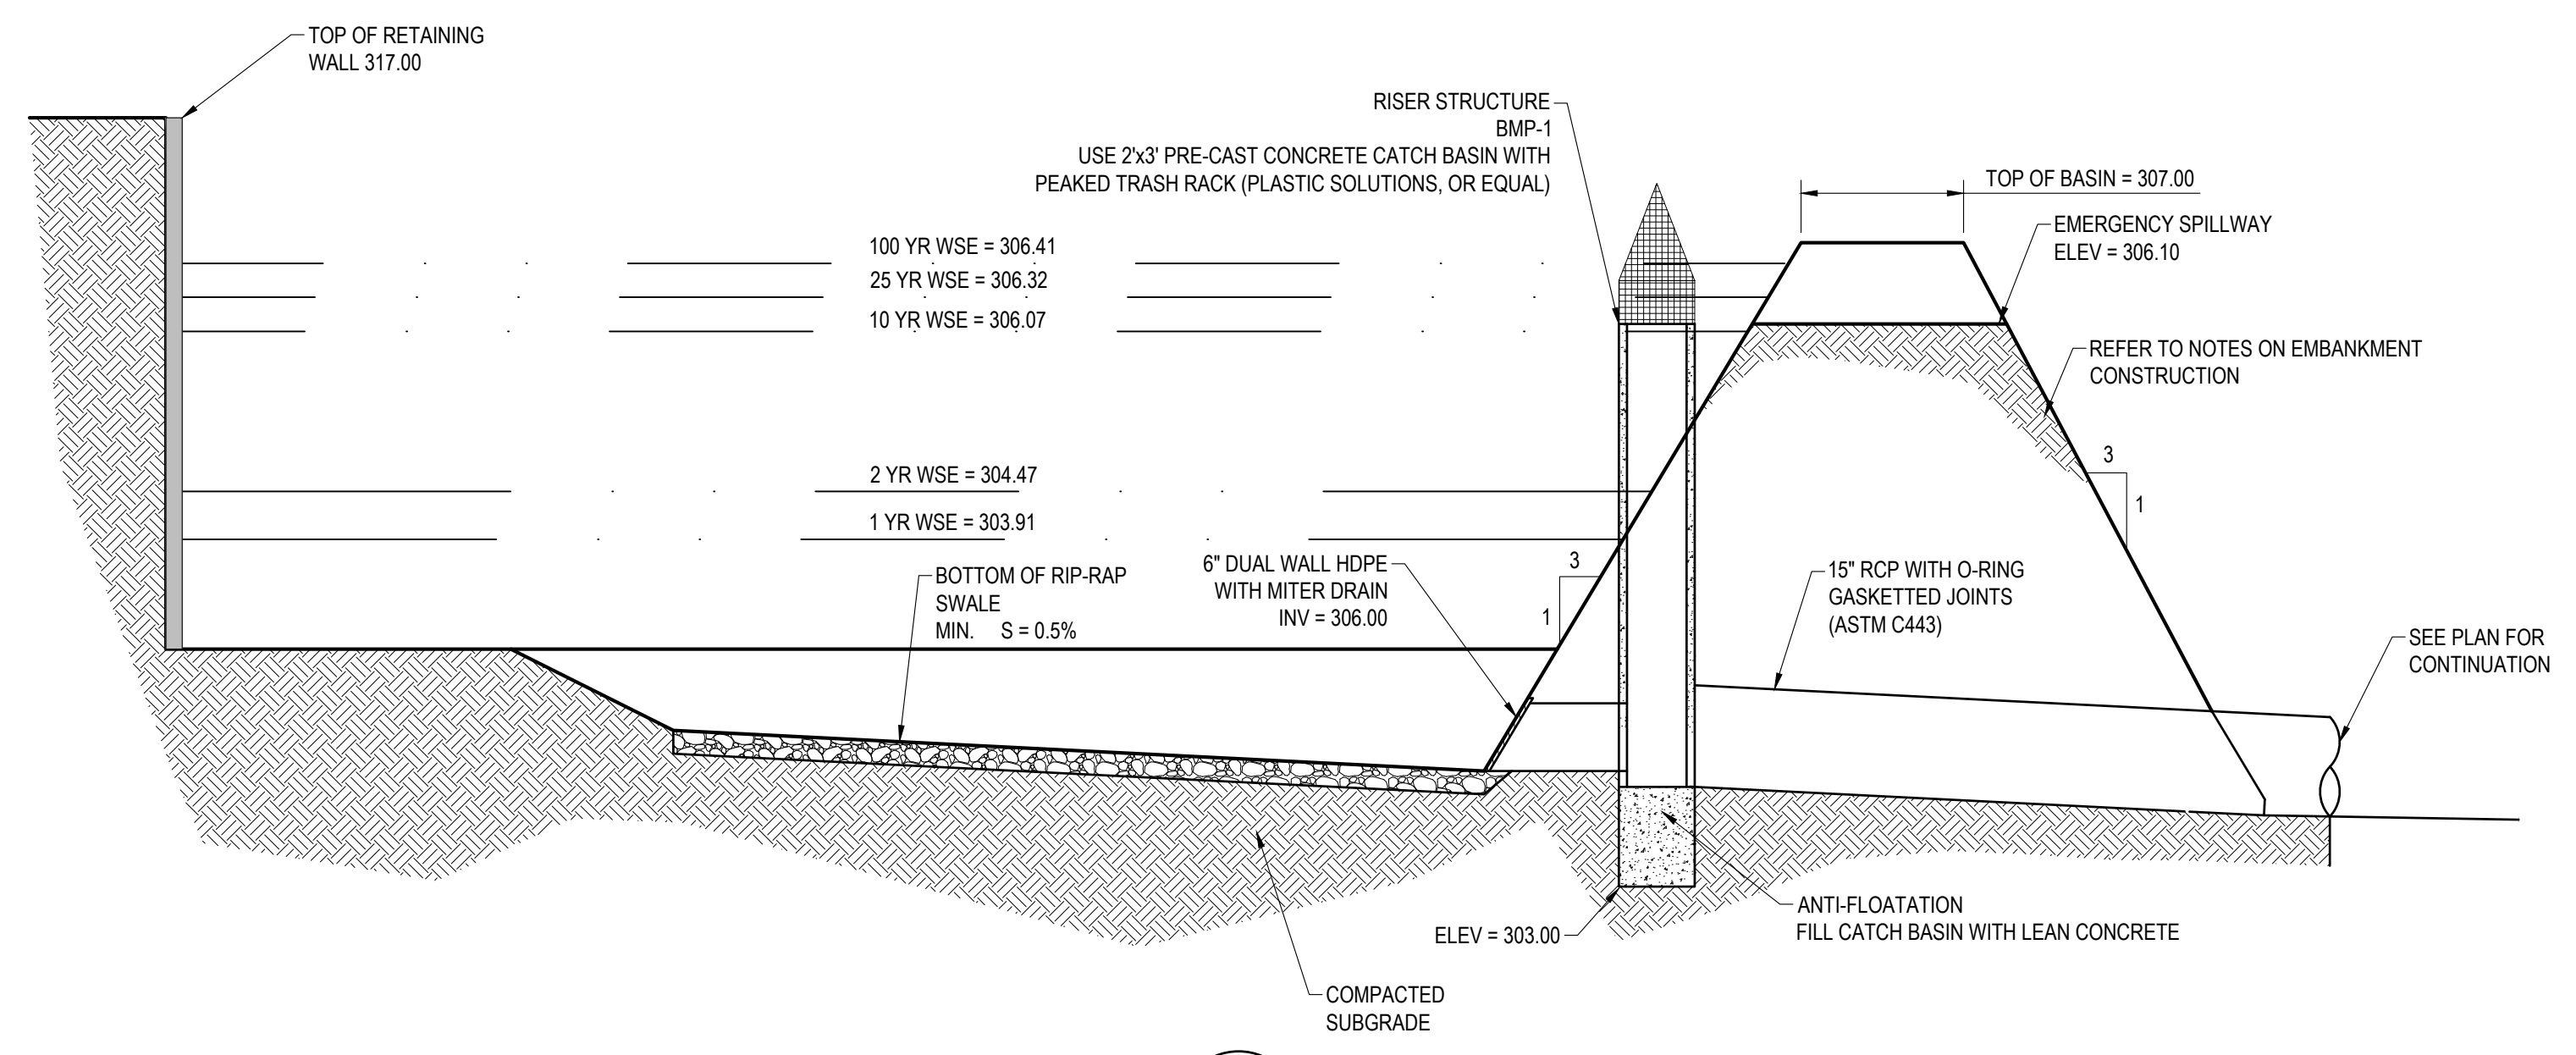 TOP OF RETAINING
WALL 317.00
RISER STRUCTURE
BMP-1
USE 2'x3' PRE-CAST CONCRETE CATCH BASIN WITH
PEAKED TRASH RACK (PLASTIC SOLUTIONS, OR EQUAL)
TOP OF BASIN = 307.00
EMERGENCY SPILLWAY
ELEV = 306.10
100 YR WSE = 306.41
25 YR WSE = 306.32
10 YR WSE = 306.07
REFER TO NOTES ON EMBANKMENT
CONSTRUCTION
3
1
2 YR WSE = 304.47
1 YR WSE = 303.91
BOTTOM OF RIP-RAP
SWALE
MIN. S = 0.5%
6" DUAL WALL HDPE
WITH MITER DRAIN
INV = 306.00
3
1
15" RCP WITH O-RING
GASKETTED JOINTS
(ASTM C443)
SEE PLAN FOR
CONTINUATION
ANTI-FLOATATION
FILL CATCH BASIN WITH LEAN CONCRETE
ELEV = 303.00
COMPACTED
SUBGRADE